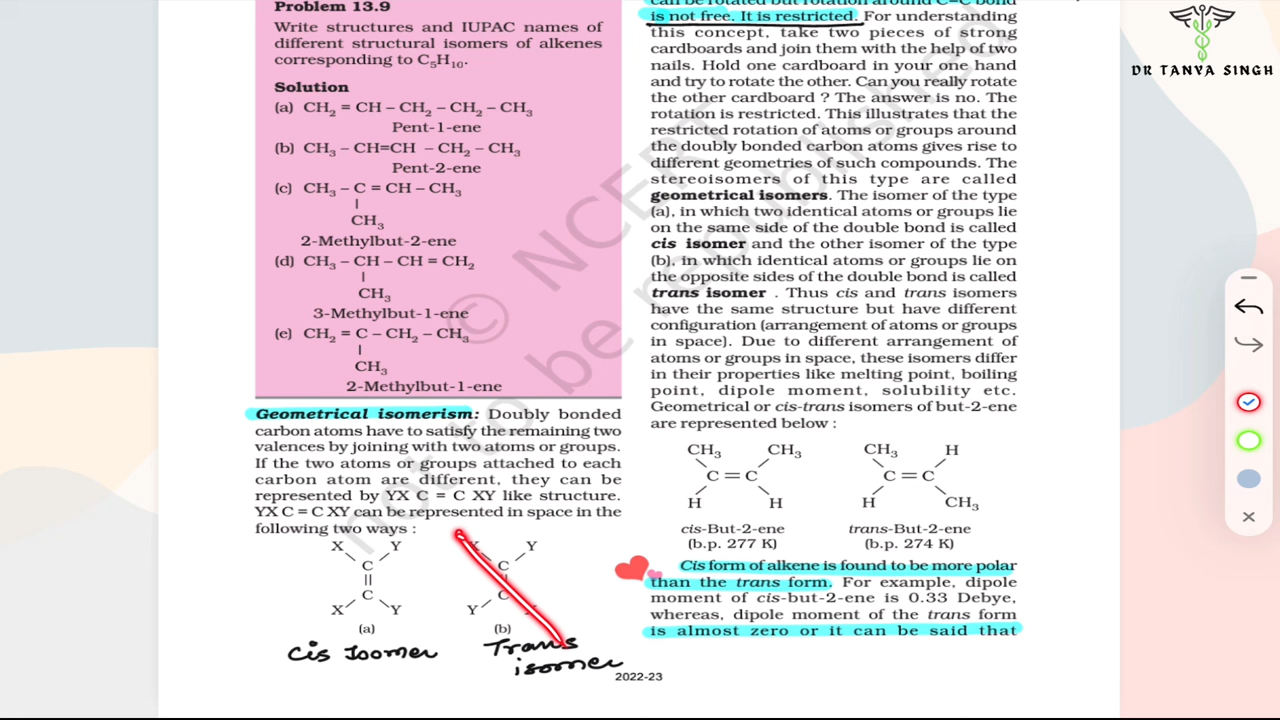 Problem 13.9
Write structures and IUPAC names of
different structural isomers of alkenes
corresponding to C₅H₁₀.
Solution
(a) CH₂ = CH – CH₂ – CH₂ – CH₃
Pent-1-ene
(b) CH₃ – CH=CH – CH₂ – CH₃
Pent-2-ene
(c) CH₃ – C = CH – CH₃
CH₃
2-Methylbut-2-ene
(d) CH₃ – CH – CH = CH₂
CH₃
3-Methylbut-1-ene
(e) CH₂ = C – CH₂ – CH₃
CH₃
2-Methylbut-1-ene
Geometrical isomerism: Doubly bonded
carbon atoms have to satisfy the remaining two
valences by joining with two atoms or groups.
If the two atoms or groups attached to each
carbon atom are different, they can be
represented by YX C = C XY like structure.
YX C = C XY can be represented in space in the
following two ways :
X Y
C
C
X Y
(a)
Y
C
C
Y
(b)
Cis Isomer
Trans
isomer
is not free. It is restricted. For understanding
this concept, take two pieces of strong
cardboards and join them with the help of two
nails. Hold one cardboard in your one hand
and try to rotate the other. Can you really rotate
the other cardboard ? The answer is no. The
rotation is restricted. This illustrates that the
restricted rotation of atoms or groups around
the doubly bonded carbon atoms gives rise to
different geometries of such compounds. The
stereoisomers of this type are called
geometrical isomers. The isomer of the type
(a), in which two identical atoms or groups lie
on the same side of the double bond is called
cis isomer and the other isomer of the type
(b), in which identical atoms or groups lie on
the opposite sides of the double bond is called
trans isomer . Thus cis and trans isomers
have the same structure but have different
configuration (arrangement of atoms or groups
in space). Due to different arrangement of
atoms or groups in space, these isomers differ
in their properties like melting point, boiling
point, dipole moment, solubility etc.
Geometrical or cis-trans isomers of but-2-ene
are represented below :
CH₃ CH₃
C = C
H H
cis-But-2-ene
(b.p. 277 K)
CH₃ H
C = C
H CH₃
trans-But-2-ene
(b.p. 274 K)
Cis form of alkene is found to be more polar
than the trans form. For example, dipole
moment of cis-but-2-ene is 0.33 Debye,
whereas, dipole moment of the trans form
is almost zero or it can be said that
2022-23
© NCERT
not to be republished
DR TANYA SINGH